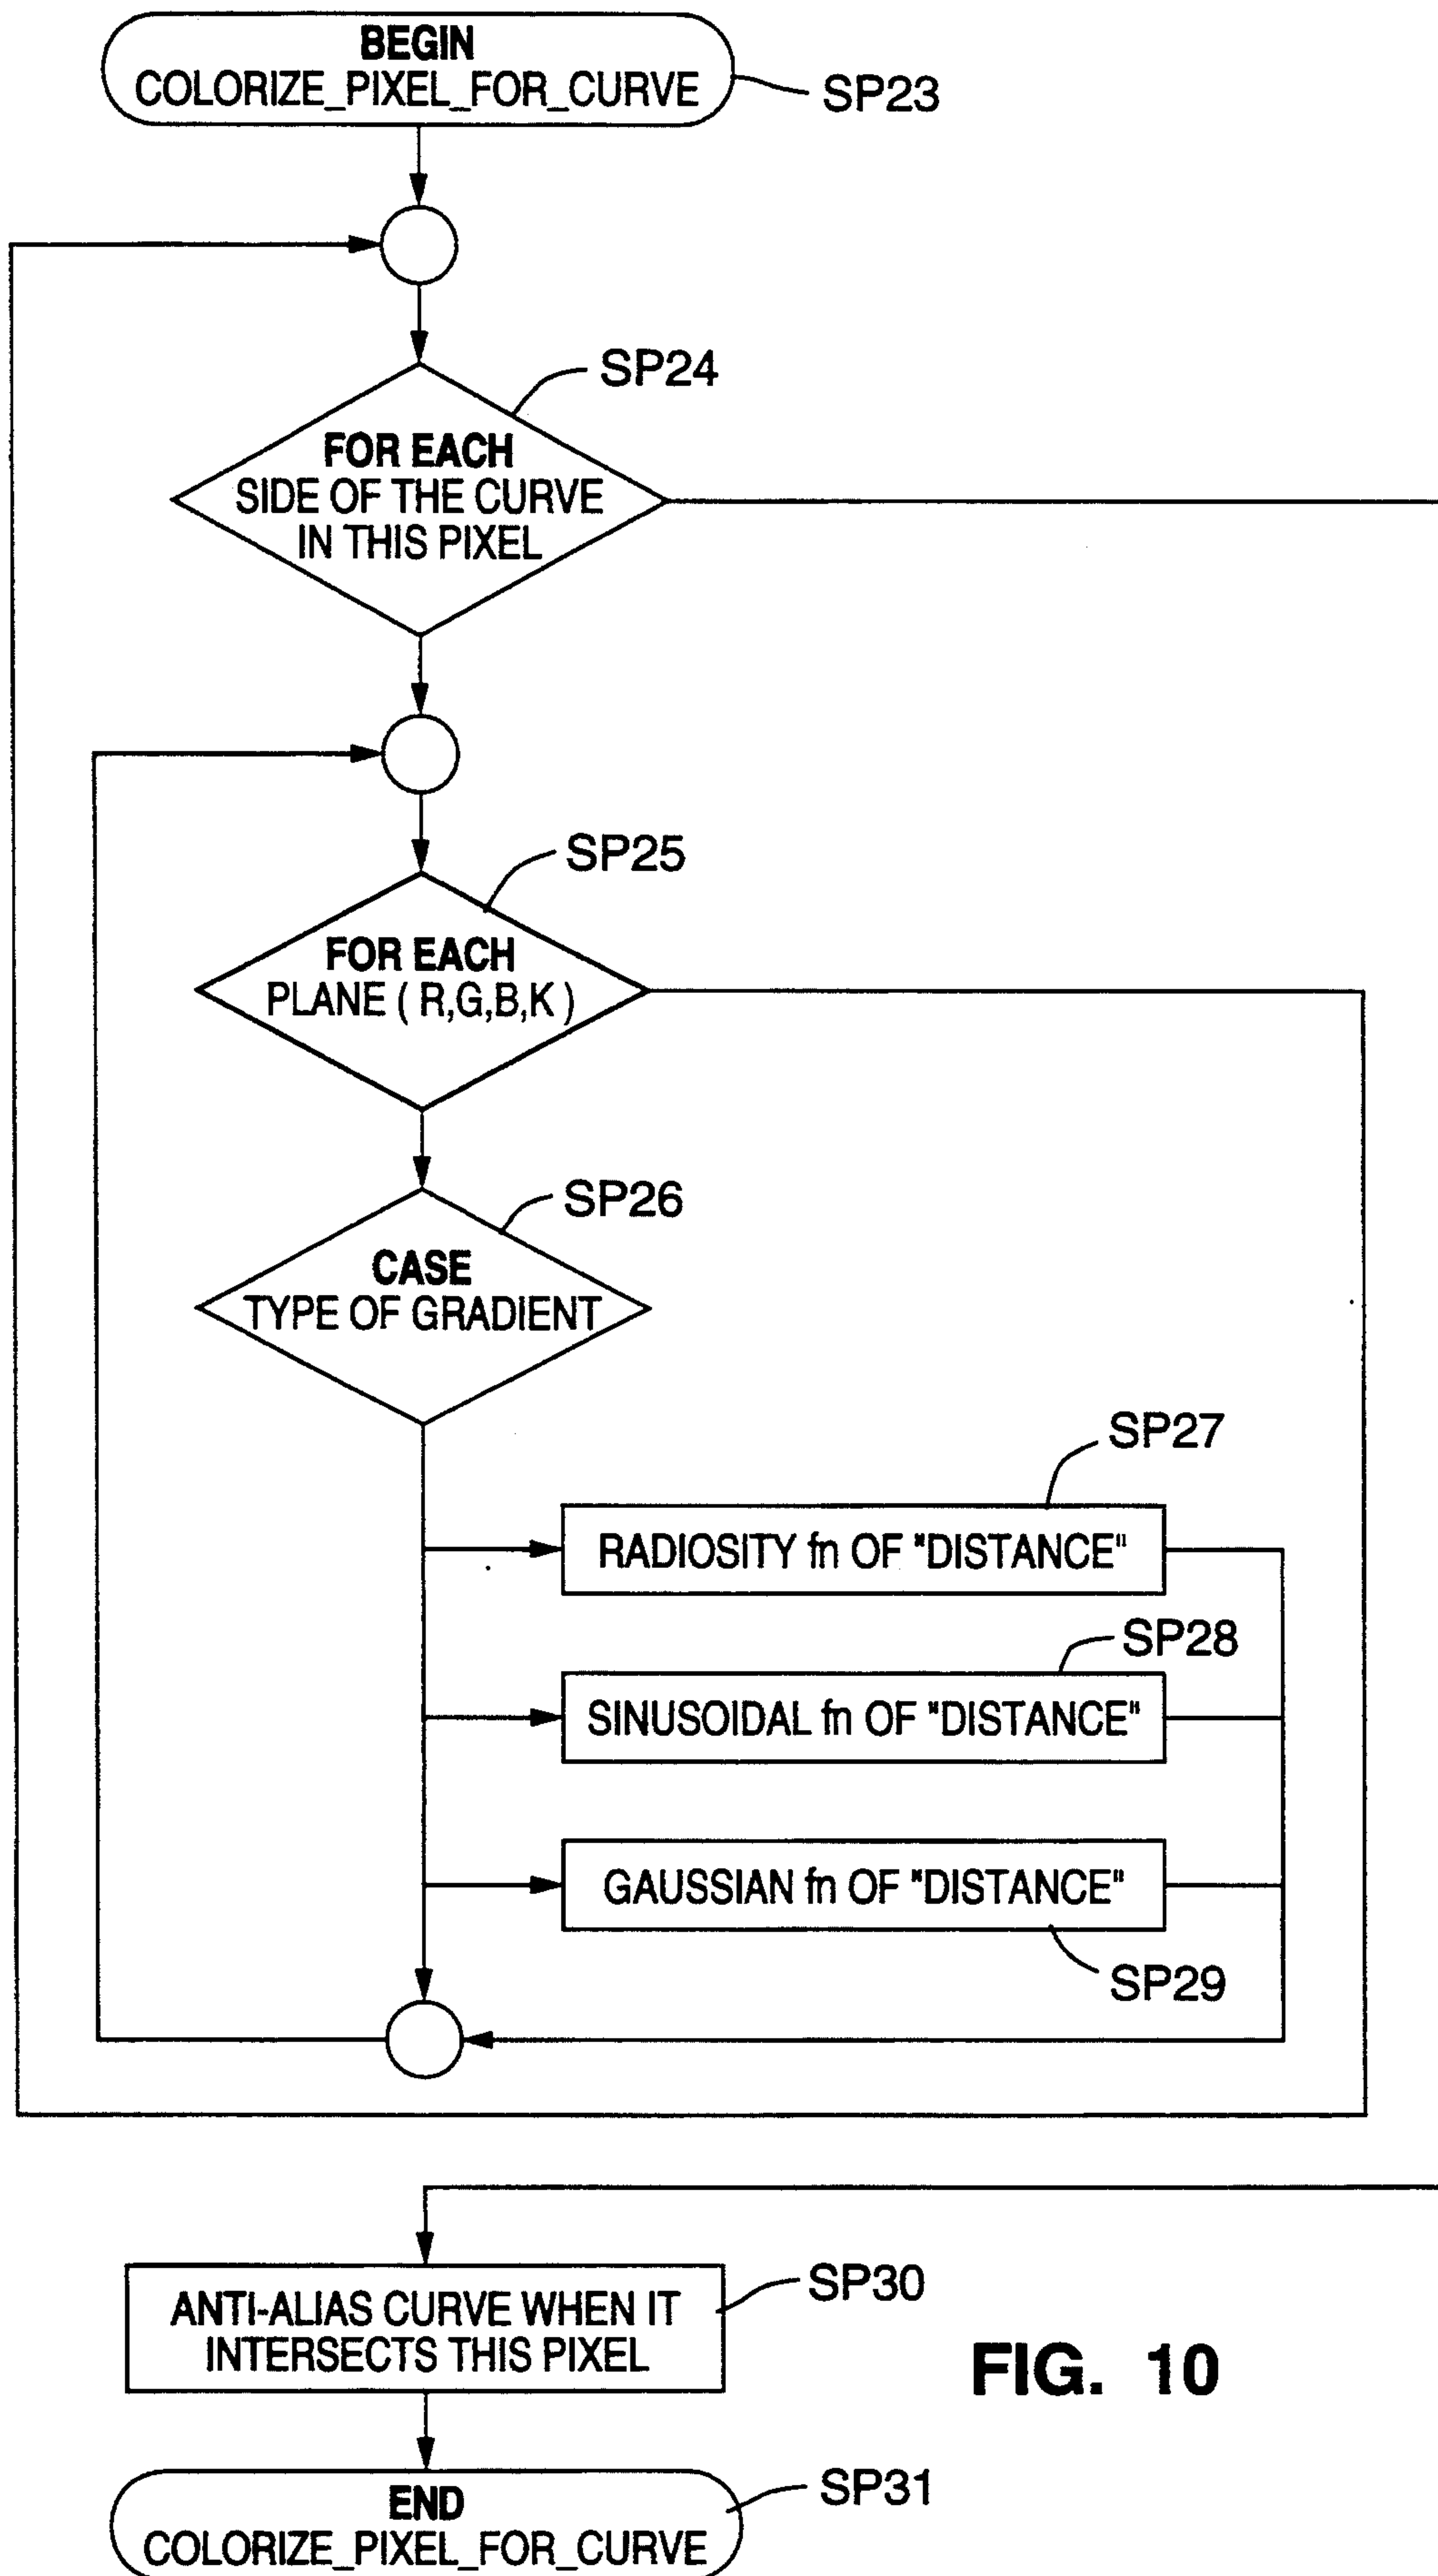 BEGIN
COLORIZE_PIXEL_FOR_CURVE
SP23
SP24
FOR EACH
SIDE OF THE CURVE
IN THIS PIXEL
SP25
FOR EACH
PLANE ( R,G,B,K )
SP26
CASE
TYPE OF GRADIENT
SP27
RADIOSITY fn OF "DISTANCE"
SP28
SINUSOIDAL fn OF "DISTANCE"
GAUSSIAN fn OF "DISTANCE"
SP29
SP30
ANTI-ALIAS CURVE WHEN IT
INTERSECTS THIS PIXEL
FIG. 10
SP31
END
COLORIZE_PIXEL_FOR_CURVE